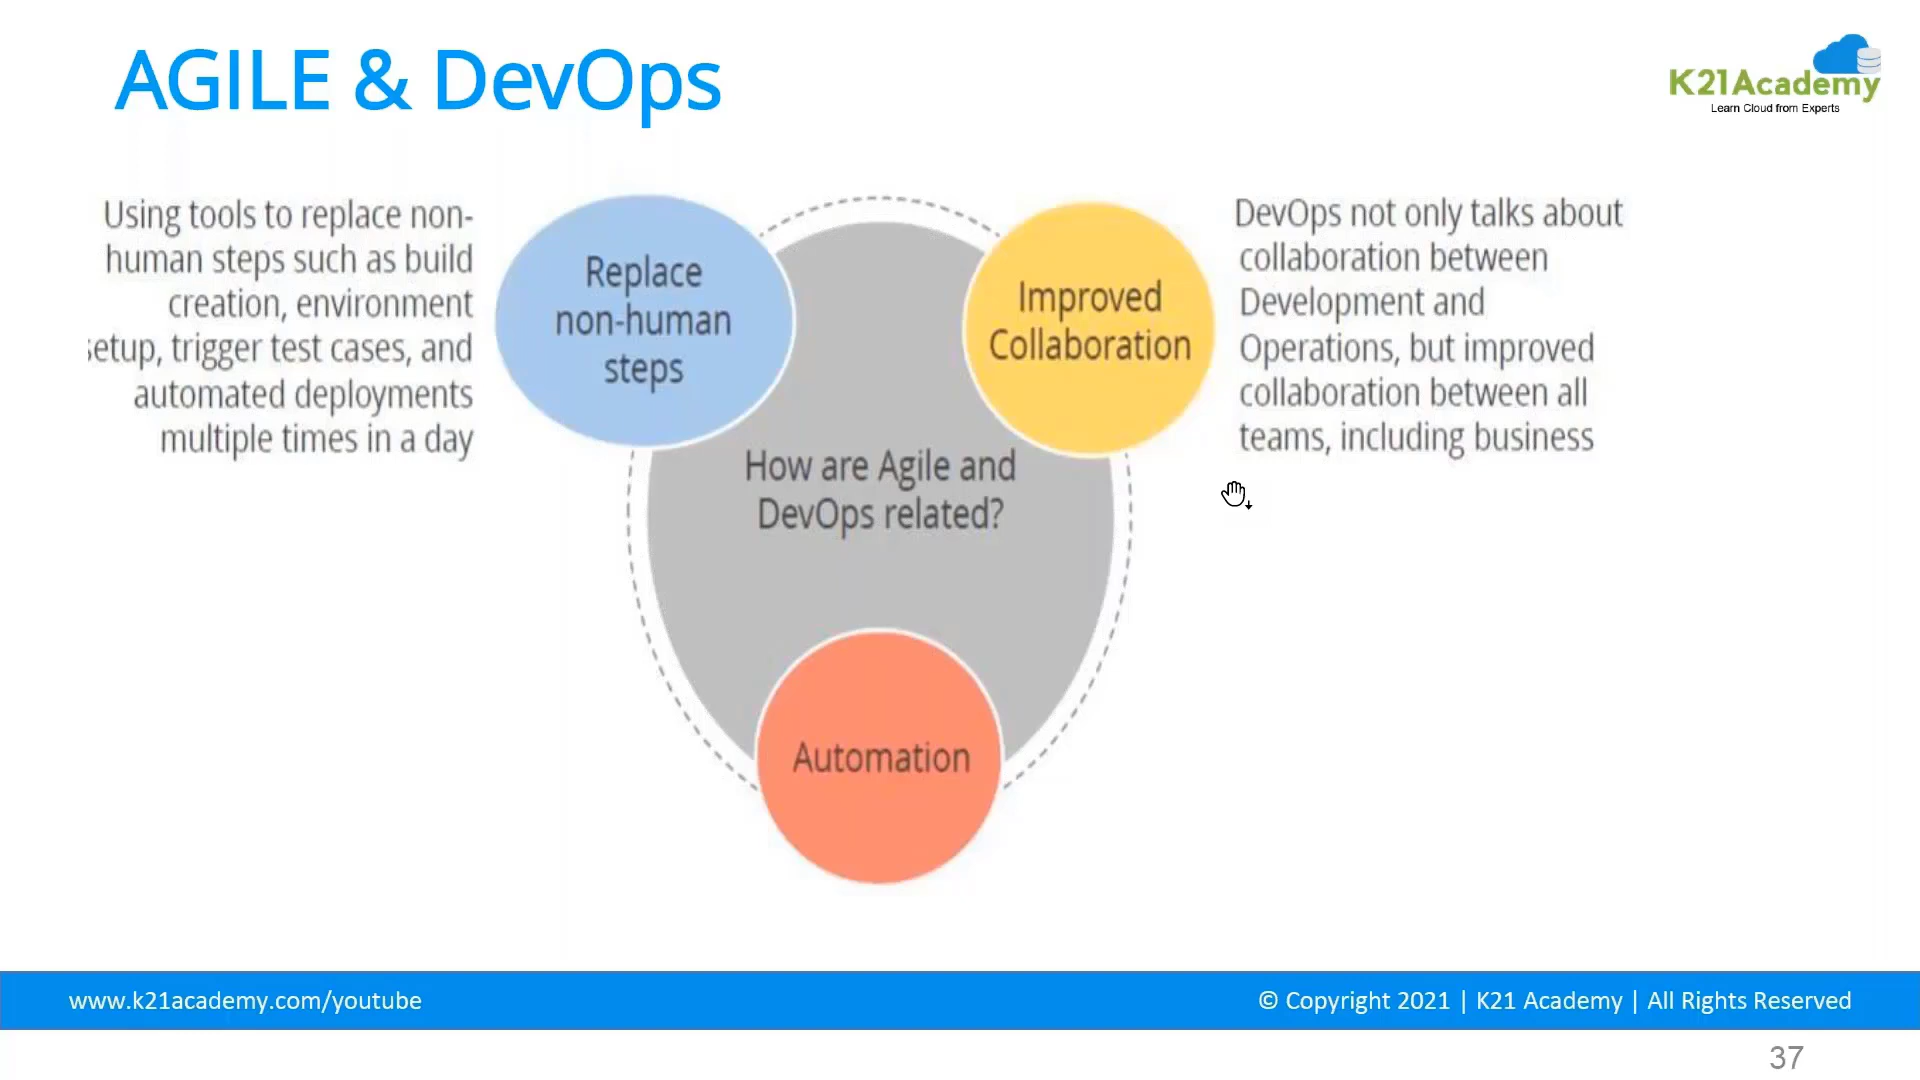 AGILE & DevOps
K21Academy
Learn Cloud from Experts
Using tools to replace non-
human steps such as build
creation, environment
setup, trigger test cases, and
automated deployments
multiple times in a day
Replace
non-human
steps
Improved
Collaboration
DevOps not only talks about
collaboration between
Development and
Operations, but improved
collaboration between all
teams, including business
How are Agile and
DevOps related?
Automation
www.k21academy.com/youtube
© Copyright 2021 | K21 Academy | All Rights Reserved
37